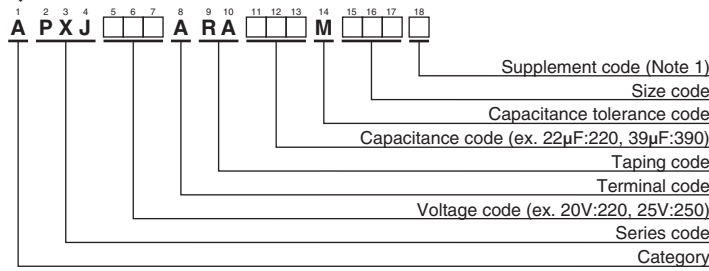 1 2 3 4 5 6 7 8 9 10 11 12 13 14 15 16 17 18
A P X J A R A M
Supplement code (Note 1)
Size code
Capacitance tolerance code
Capacitance code (ex. 22µF:220, 39µF:390)
Taping code
Terminal code
Voltage code (ex. 20V:220, 25V:250)
Series code
Category